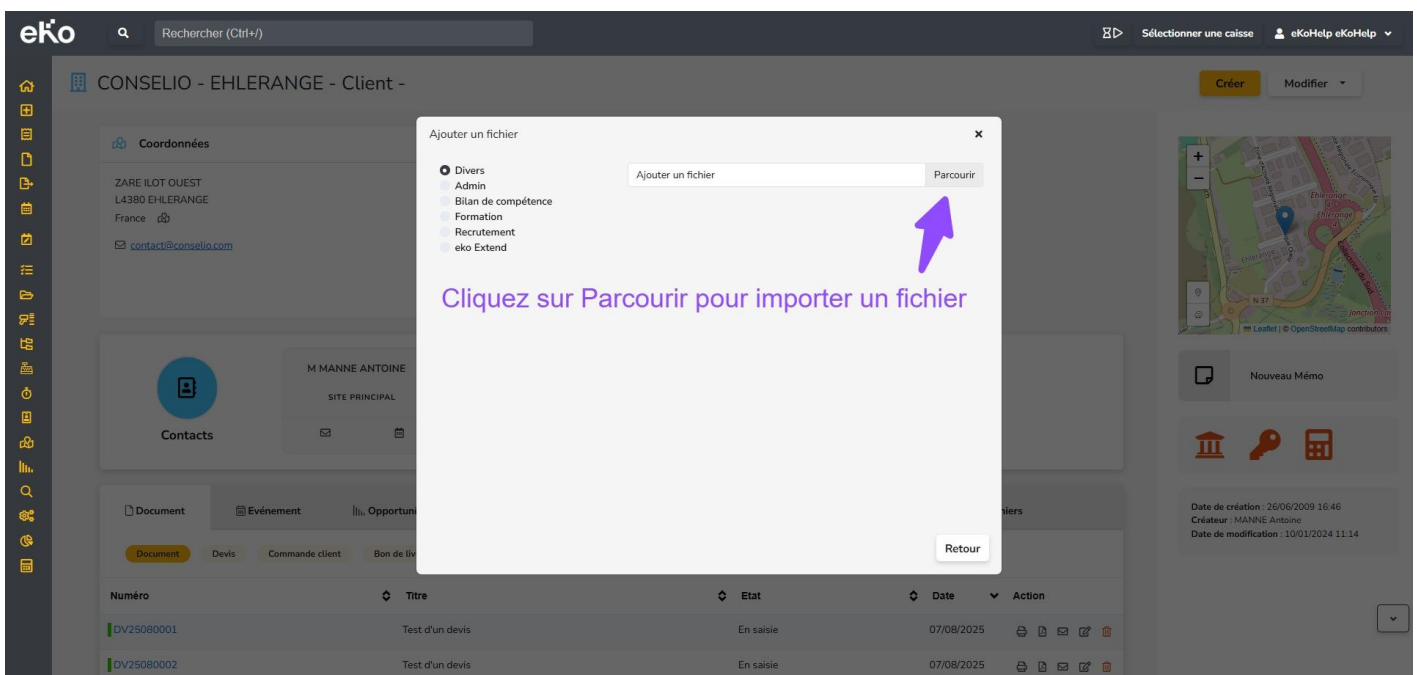 eko
Rechercher (Ctrl+/)
Sélectionner une caisse
eKoHelp eKoHelp
CONSELIO - EHLERANGE - Client -
Créer
Modifier
Coordonnées
ZARE ILOT OUEST
L4380 EHLERANGE
France
contact@conselio.com
Ajouter un fichier
Divers
Admin
Bilan de compétence
Formation
Recrutement
eko Extend
Ajouter un fichier
Parcourir
Cliquez sur Parcourir pour importer un fichier
Retour
+
−
Ehlerange
Ehlerange
Ehlerange
N 37
Leaflet | © OpenStreetMap contributors
Nouveau Mémo
Contacts
M MANNE ANTOINE
SITE PRINCIPAL
Date de création : 26/06/2009 16:46
Créateur : MANNE Antoine
Date de modification : 10/01/2024 11:14
Document
Evénement
Opportuni
hiers
Document
Devis
Commande client
Bon de liv
Numéro
Titre
Etat
Date
Action
DV25080001
Test d'un devis
En saisie
07/08/2025
DV25080002
Test d'un devis
En saisie
07/08/2025